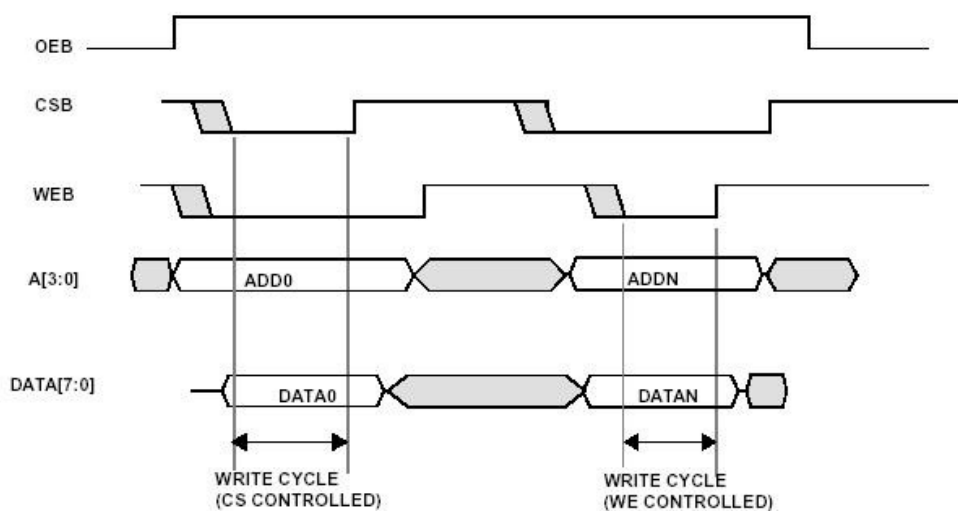 OEB
CSB
WEB
A[3:0]
ADD0
ADDN
DATA[7:0]
DATA0
DATAN
WRITE CYCLE
(CS CONTROLLED)
WRITE CYCLE
(WE CONTROLLED)